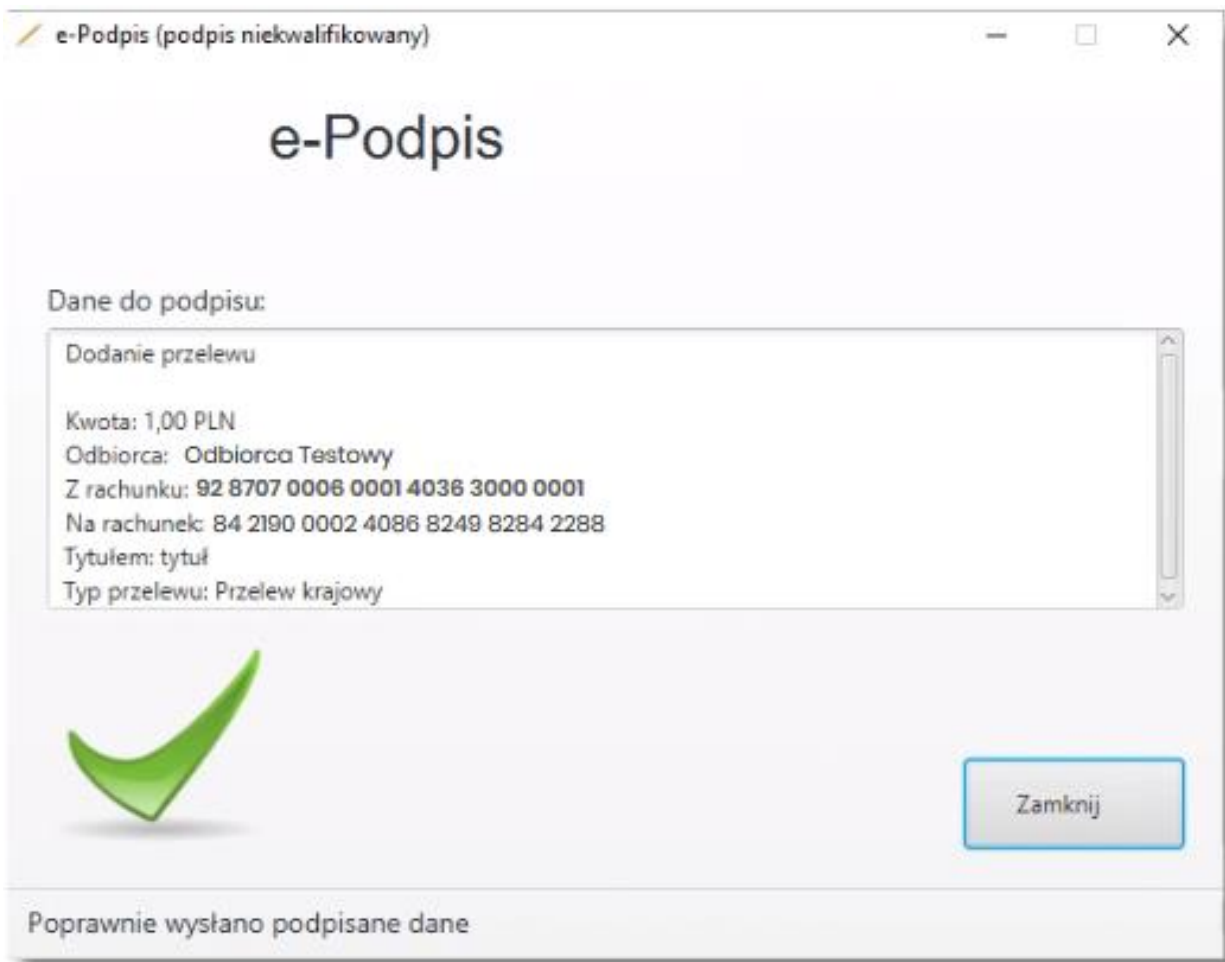 e-Podpis (podpis niekwalifikowany)
e-Podpis
Dane do podpisu:
Dodanie przelewu
Kwota: 1,00 PLN
Odbiorca: Odbiorca Testowy
Z rachunku: 92 8707 0006 0001 4036 3000 0001
Na rachunek: 84 2190 0002 4086 8249 8284 2288
Tytułem: tytuł
Typ przelewu: Przelew krajowy
Zamknij
Poprawnie wysłano podpisane dane